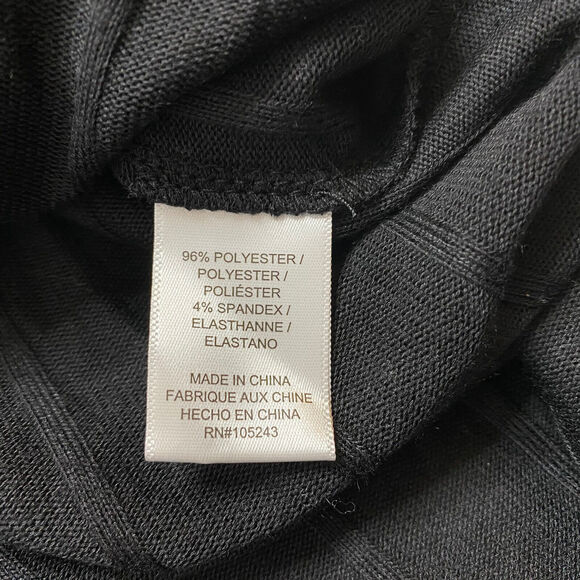 96% POLYESTER /
POLYESTER /
POLIÉSTER
4% SPANDEX /
ELASTHANNE /
ELASTANO
MADE IN CHINA
FABRIQUE AUX CHINE
HECHO EN CHINA
RN#105243